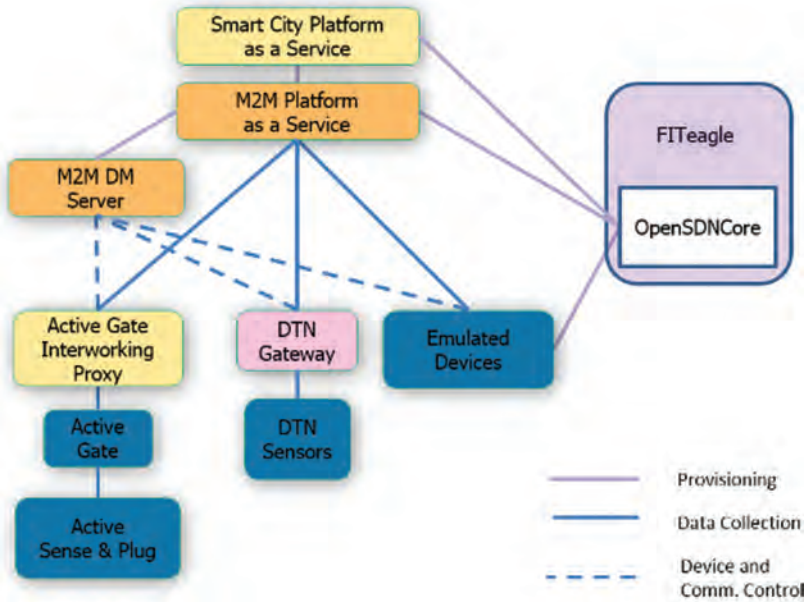 Smart City Platform
as a Service
M2M Platform
as a Service
FITeagle
M2M DM
Server
OpenSDNCore
Active Gate
Interworking
Proxy
DTN
Gateway
Emulated
Devices
Active
Gate
DTN
Sensors
Active
Sense & Plug
Provisioning
Data Collection
Device and
Comm. Control